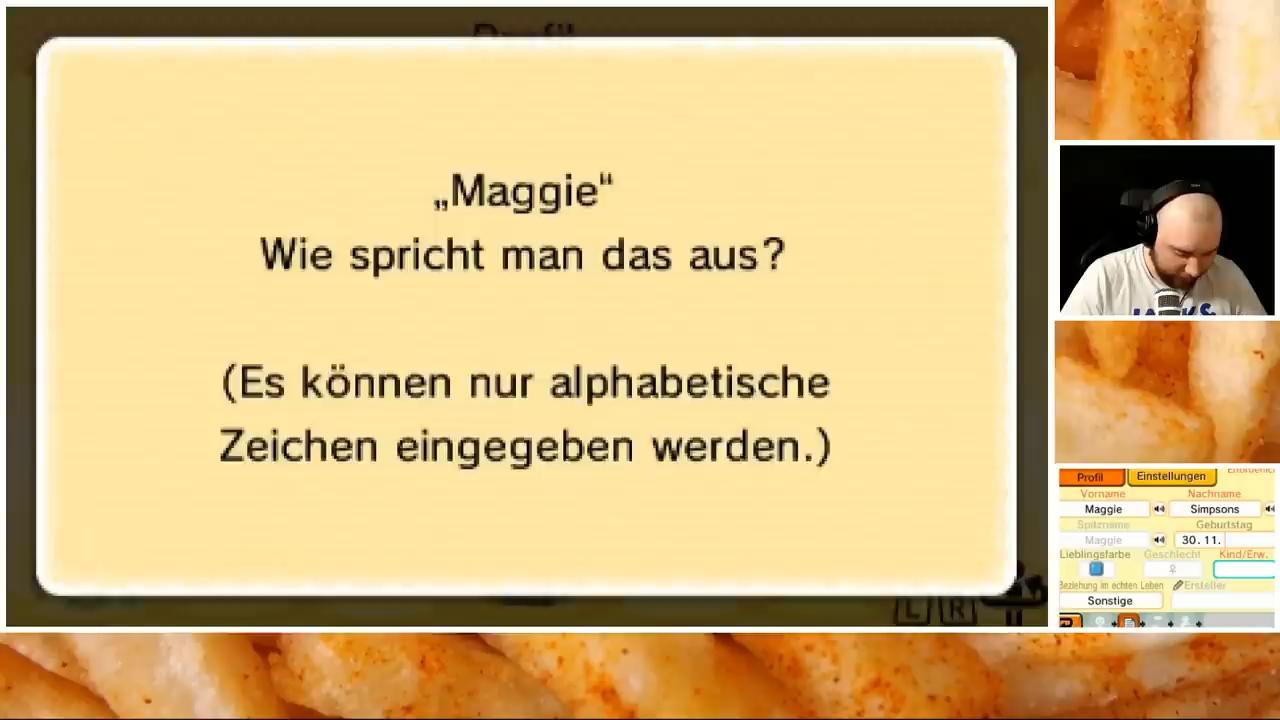 Profil
„Maggie“
Wie spricht man das aus?
(Es können nur alphabetische
Zeichen eingegeben werden.)
L R
Profil Einstellungen
Vorname Nachname
Maggie Simpsons
Spitzname Geburtstag
Maggie 30. 11.
Lieblingsfarbe Geschlecht Kind/Erw.
♀
Beziehung im echten Leben Ersteller
Sonstige